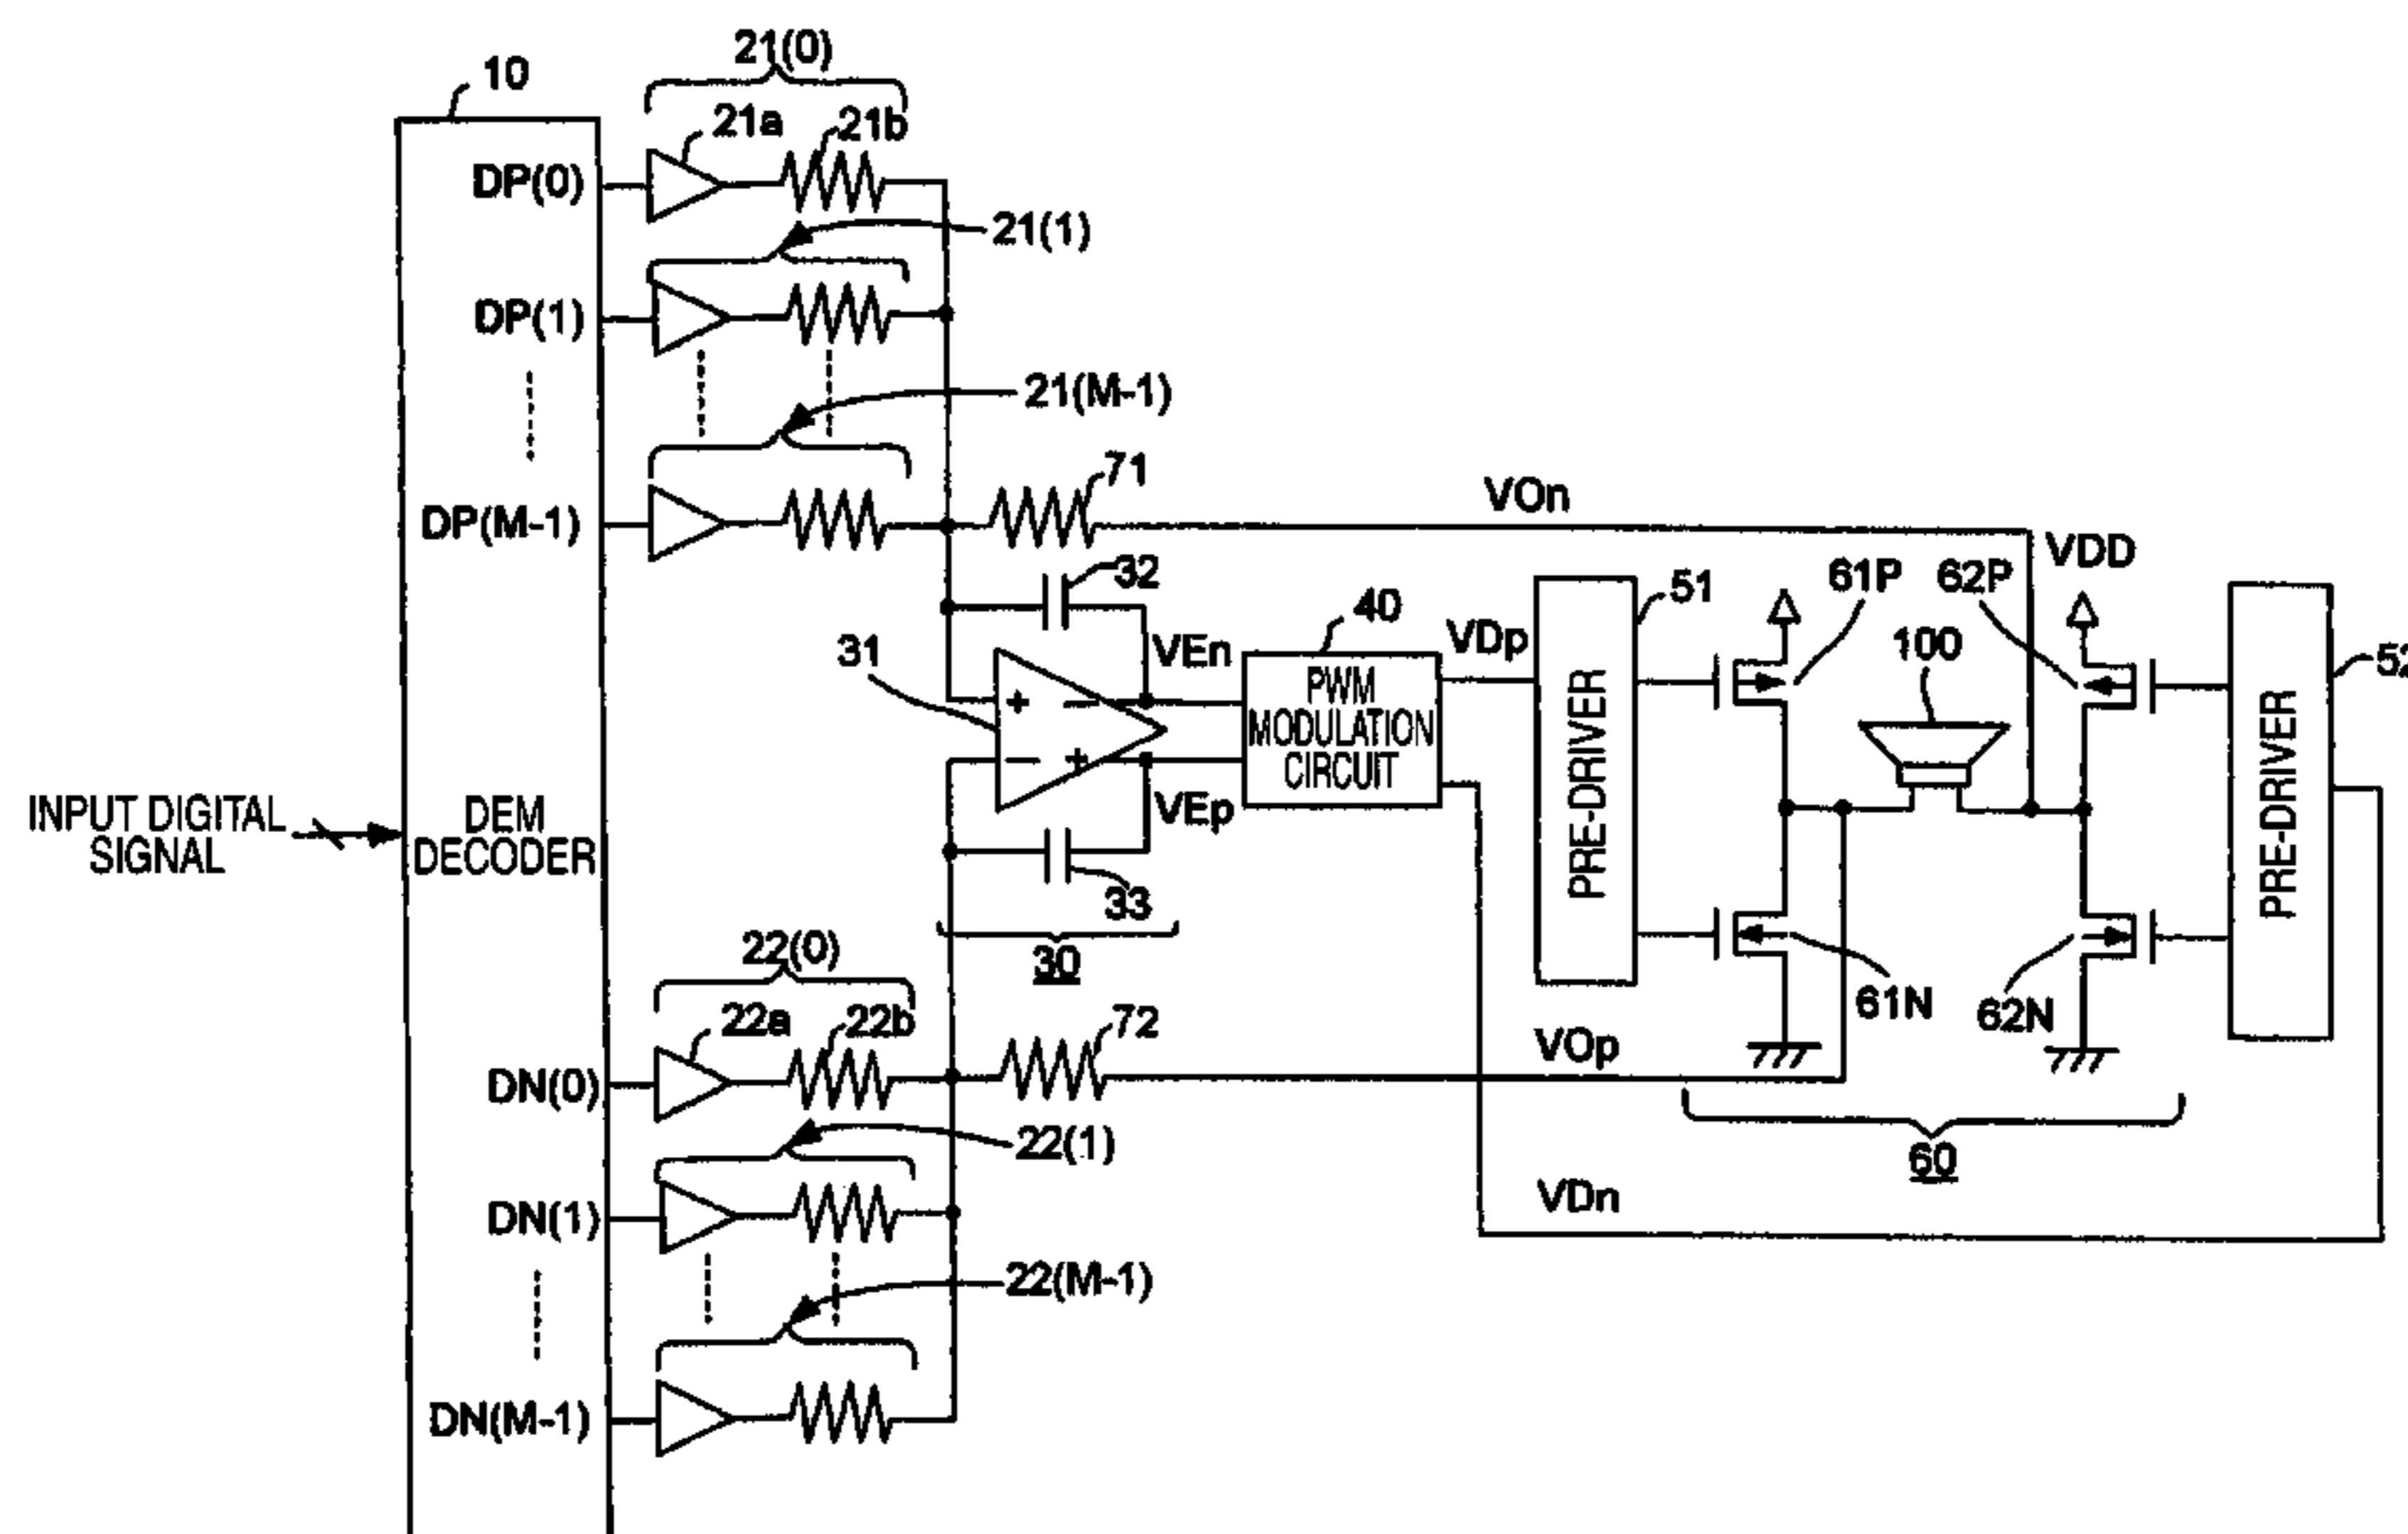 21(0)
10
21a
21b
DP(0)
21(1)
DP(1)
21(M-1)
71
DP(M-1)
VOn
VDD
32
51
61P
62P
40
VDp
100
31
VEn
52
+
−
PWM
MODULATION
CIRCUIT
PRE-DRIVER
PRE-DRIVER
−
+
INPUT DIGITAL
SIGNAL
DEM
DECODER
VEp
33
22(0)
30
61N
62N
22a
22b
72
VOp
DN(0)
22(1)
60
DN(1)
VDn
22(M-1)
DN(M-1)